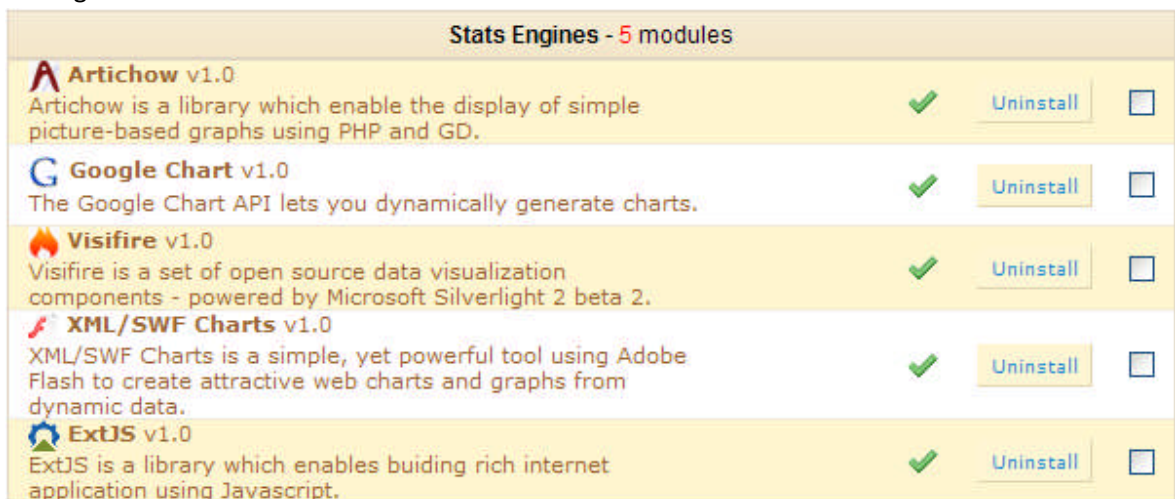 Stats Engines - 5 modules
Artichow v1.0
Artichow is a library which enable the display of simple
picture-based graphs using PHP and GD.
Uninstall
Google Chart v1.0
The Google Chart API lets you dynamically generate charts.
Uninstall
Visifire v1.0
Visifire is a set of open source data visualization
components - powered by Microsoft Silverlight 2 beta 2.
Uninstall
XML/SWF Charts v1.0
XML/SWF Charts is a simple, yet powerful tool using Adobe
Flash to create attractive web charts and graphs from
dynamic data.
Uninstall
ExtJS v1.0
ExtJS is a library which enables buiding rich internet
application using Javascript.
Uninstall